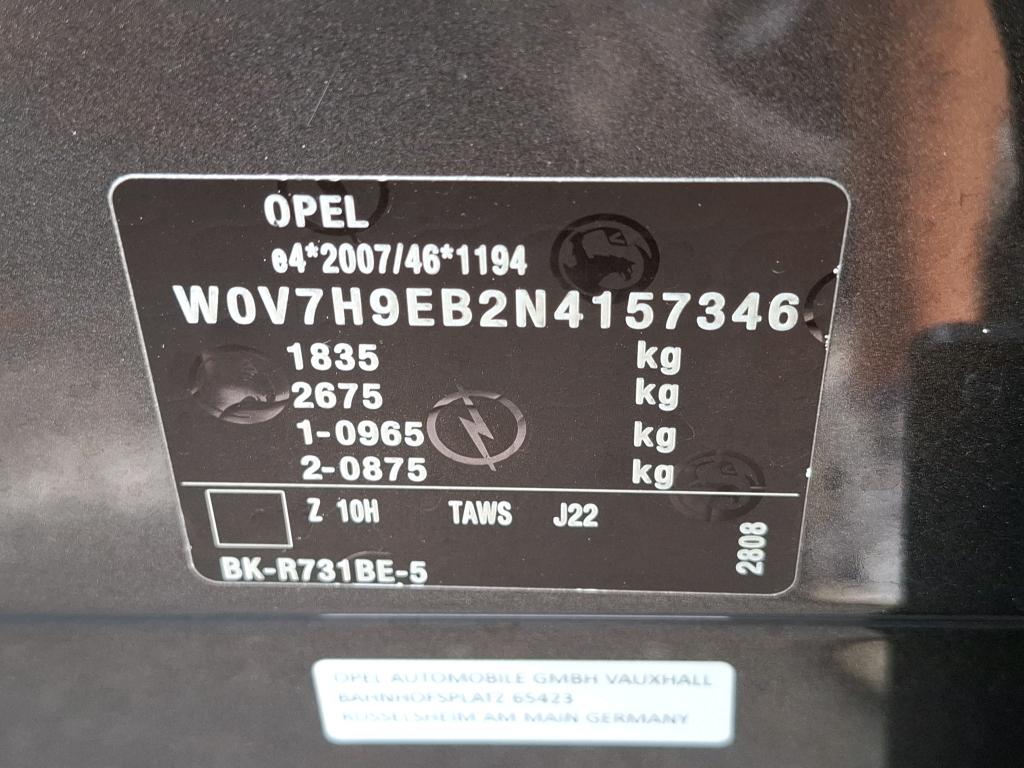 OPEL
e4*2007/46*1194
W0V7H9EB2N4157346
1835 kg
2675 kg
1-0965 kg
2-0875 kg
Z 10H TAWS J22
2808
BK-R731BE-5
OPEL AUTOMOBILE GMBH VAUXHALL
BAHNHOFSPLATZ 65423
RUSSELSHEIM AM MAIN GERMANY